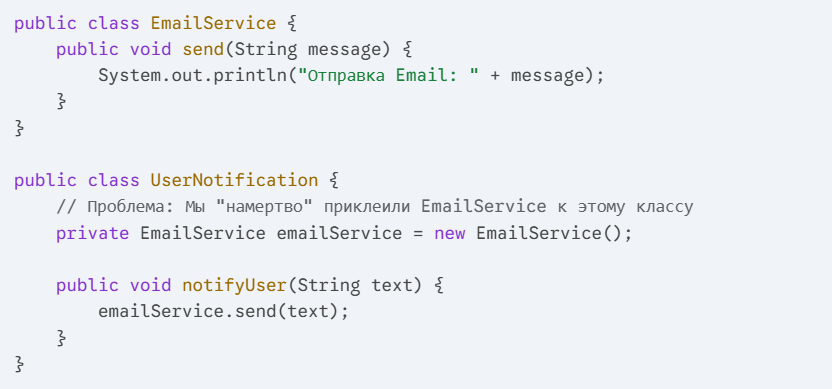 public class EmailService {
    public void send(String message) {
        System.out.println("Отправка Email: " + message);
    }
}

public class UserNotification {
    // Проблема: Мы "намертво" приклеили EmailService к этому классу
    private EmailService emailService = new EmailService();

    public void notifyUser(String text) {
        emailService.send(text);
    }
}